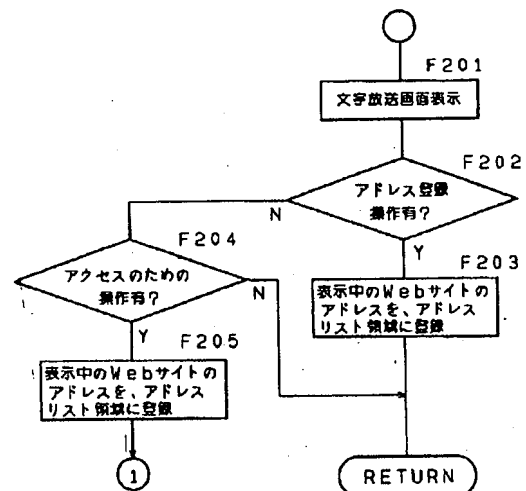 F201
文字放送画面表示
F202
アドレス登録
操作有?
N
Y
F204
アクセスのための
操作有?
N
Y
F203
表示中のWebサイトの
アドレスを、アドレス
リスト領域に登録
F205
表示中のWebサイトの
アドレスを、アドレス
リスト領域に登録
1
RETURN